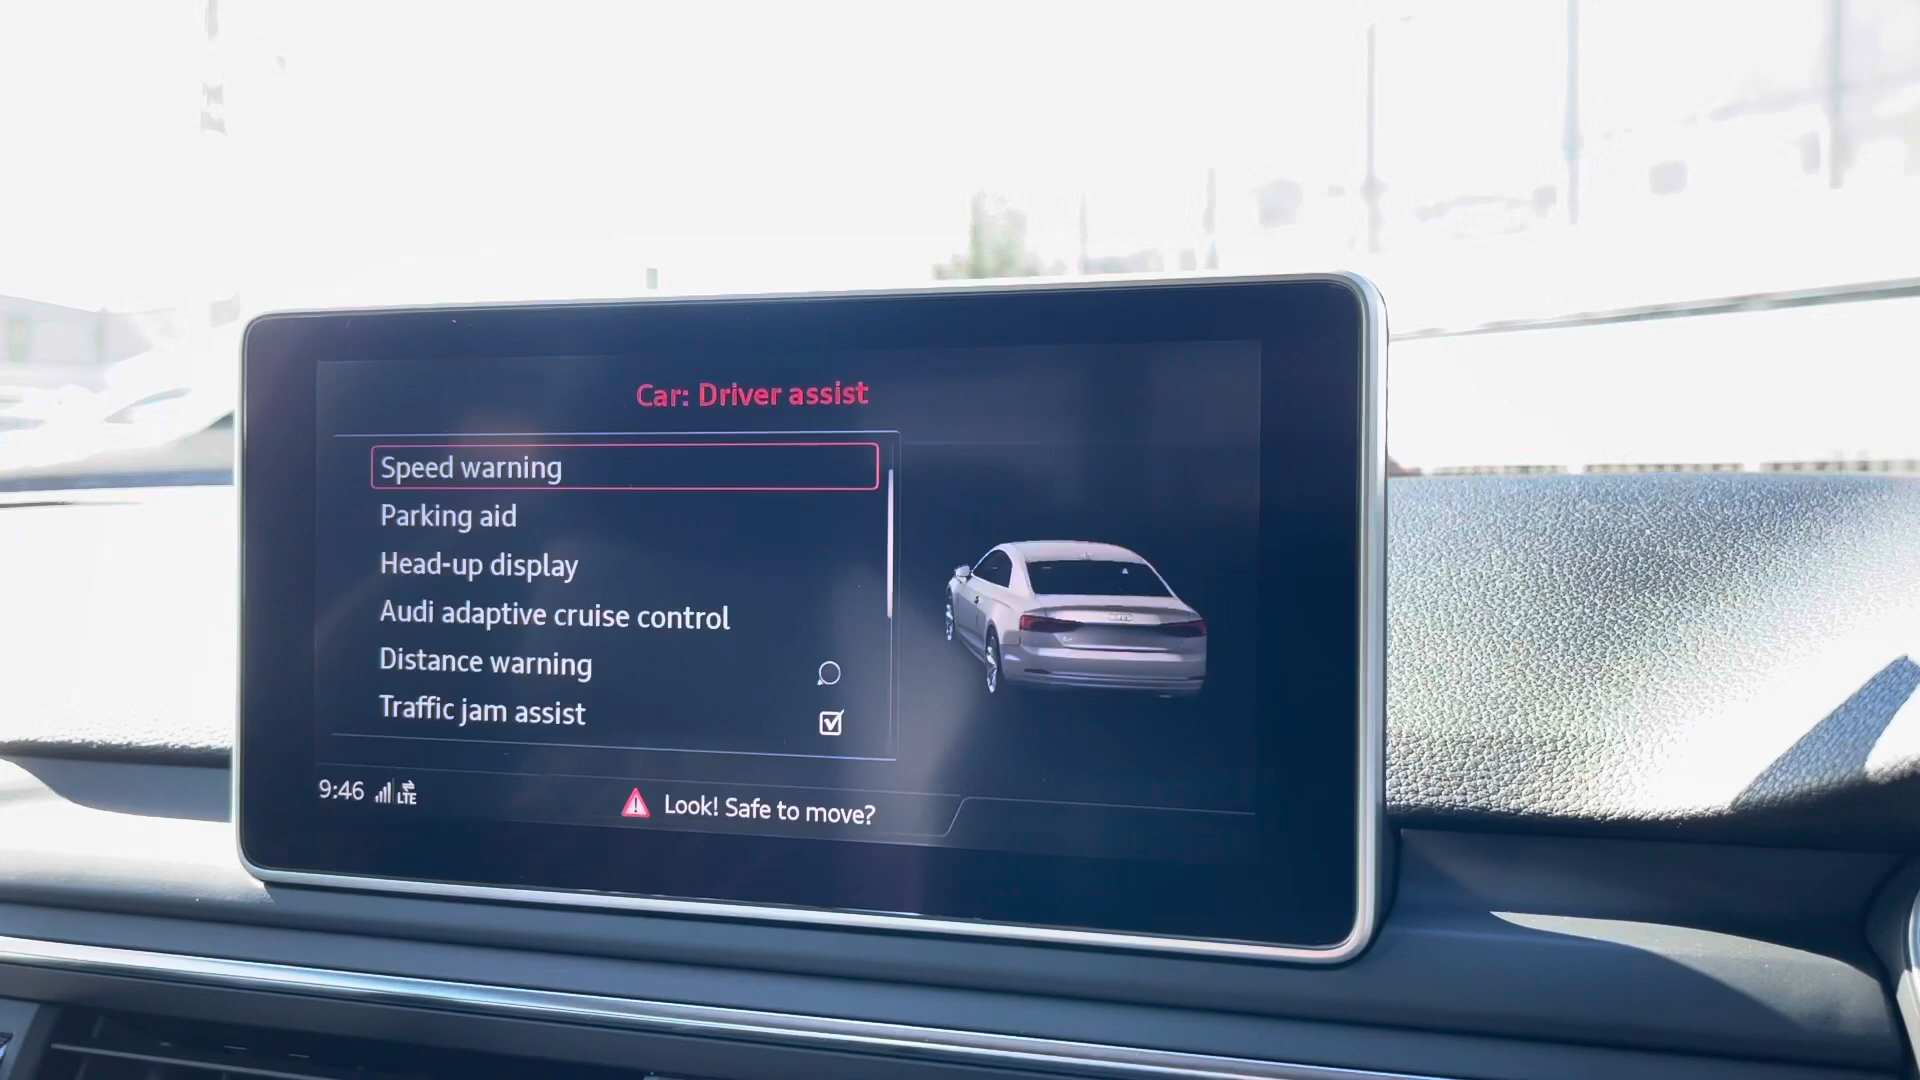 Car: Driver assist
Speed warning
Parking aid
Head-up display
Audi adaptive cruise control
Distance warning
Traffic jam assist
9:46 LTE
Look! Safe to move?